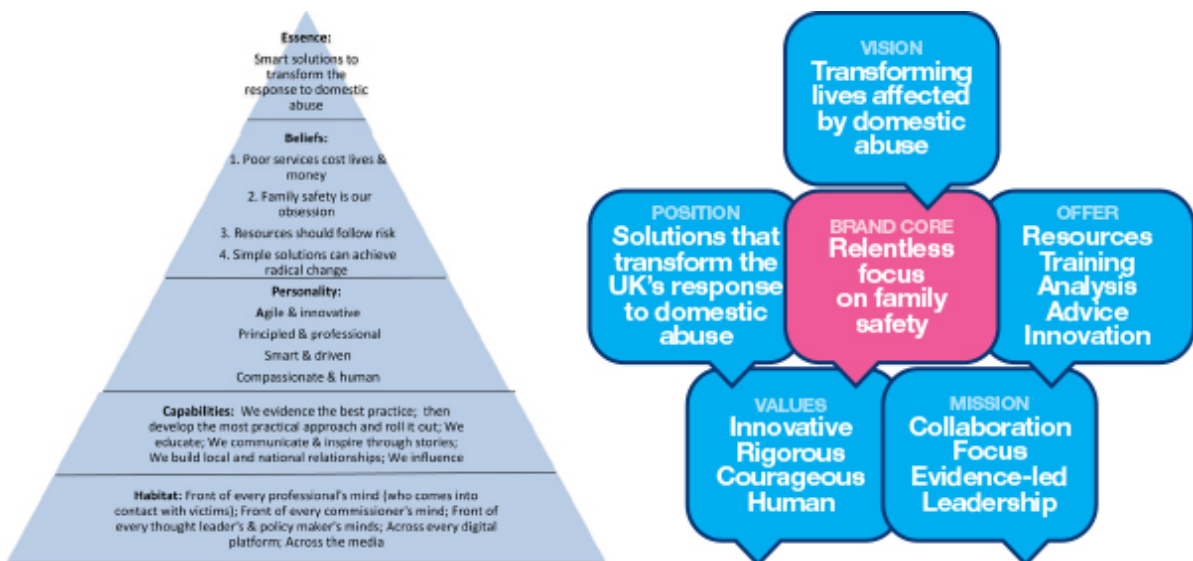 Essence:
Smart solutions to
transform the
response to domestic
abuse
Beliefs:
1. Poor services cost lives &
money
2. Family safety is our
obsession
3. Resources should follow risk
4. Simple solutions can achieve
radical change
Personality:
Agile & innovative
Principled & professional
Smart & driven
Compassionate & human
Capabilities: We evidence the best practice; then
develop the most practical approach and roll it out; We
educate; We communicate & inspire through stories;
We build local and national relationships; We influence
Habitat: Front of every professional's mind (who comes into
contact with victims); Front of every commissioner's mind; Front of
every thought leader's & policy maker's minds; Across every digital
platform; Across the media
VISION
Transforming
lives affected
by domestic
abuse
POSITION
Solutions that
transform the
UK's response
to domestic
abuse
BRAND CORE
Relentless
focus
on family
safety
OFFER
Resources
Training
Analysis
Advice
Innovation
VALUES
Innovative
Rigorous
Courageous
Human
MISSION
Collaboration
Focus
Evidence-led
Leadership